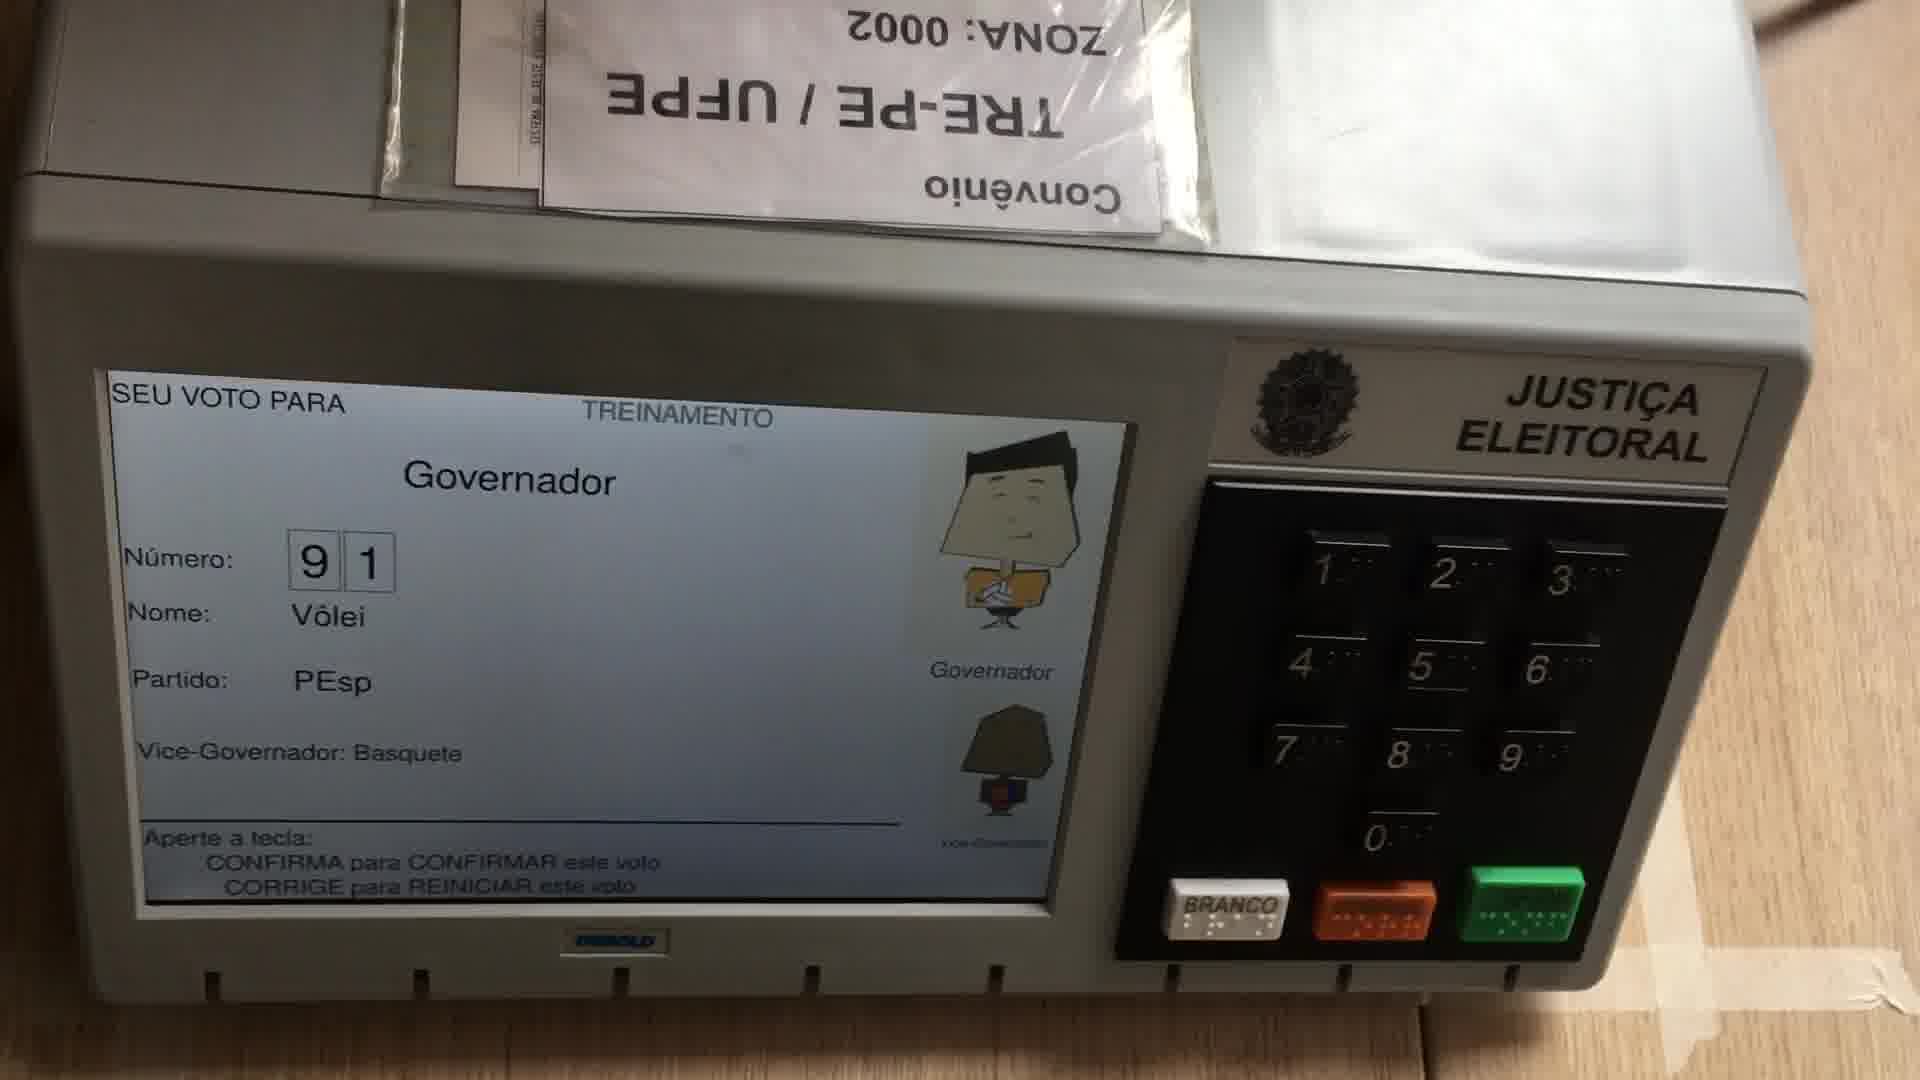 ZONA: 0002
TRE-PE / UFPE
Convênio
SEU VOTO PARA
TREINAMENTO
Governador
Número: 9 1
Nome: Vôlei
Partido: PEsp
Vice-Governador: Basquete
Governador
Aperte a tecla:
CONFIRMA para CONFIRMAR este voto
CORRIGE para REINICIAR este voto
DIEBOLD
JUSTIÇA
ELEITORAL
1 2 3
4 5 6
7 8 9
0
BRANCO